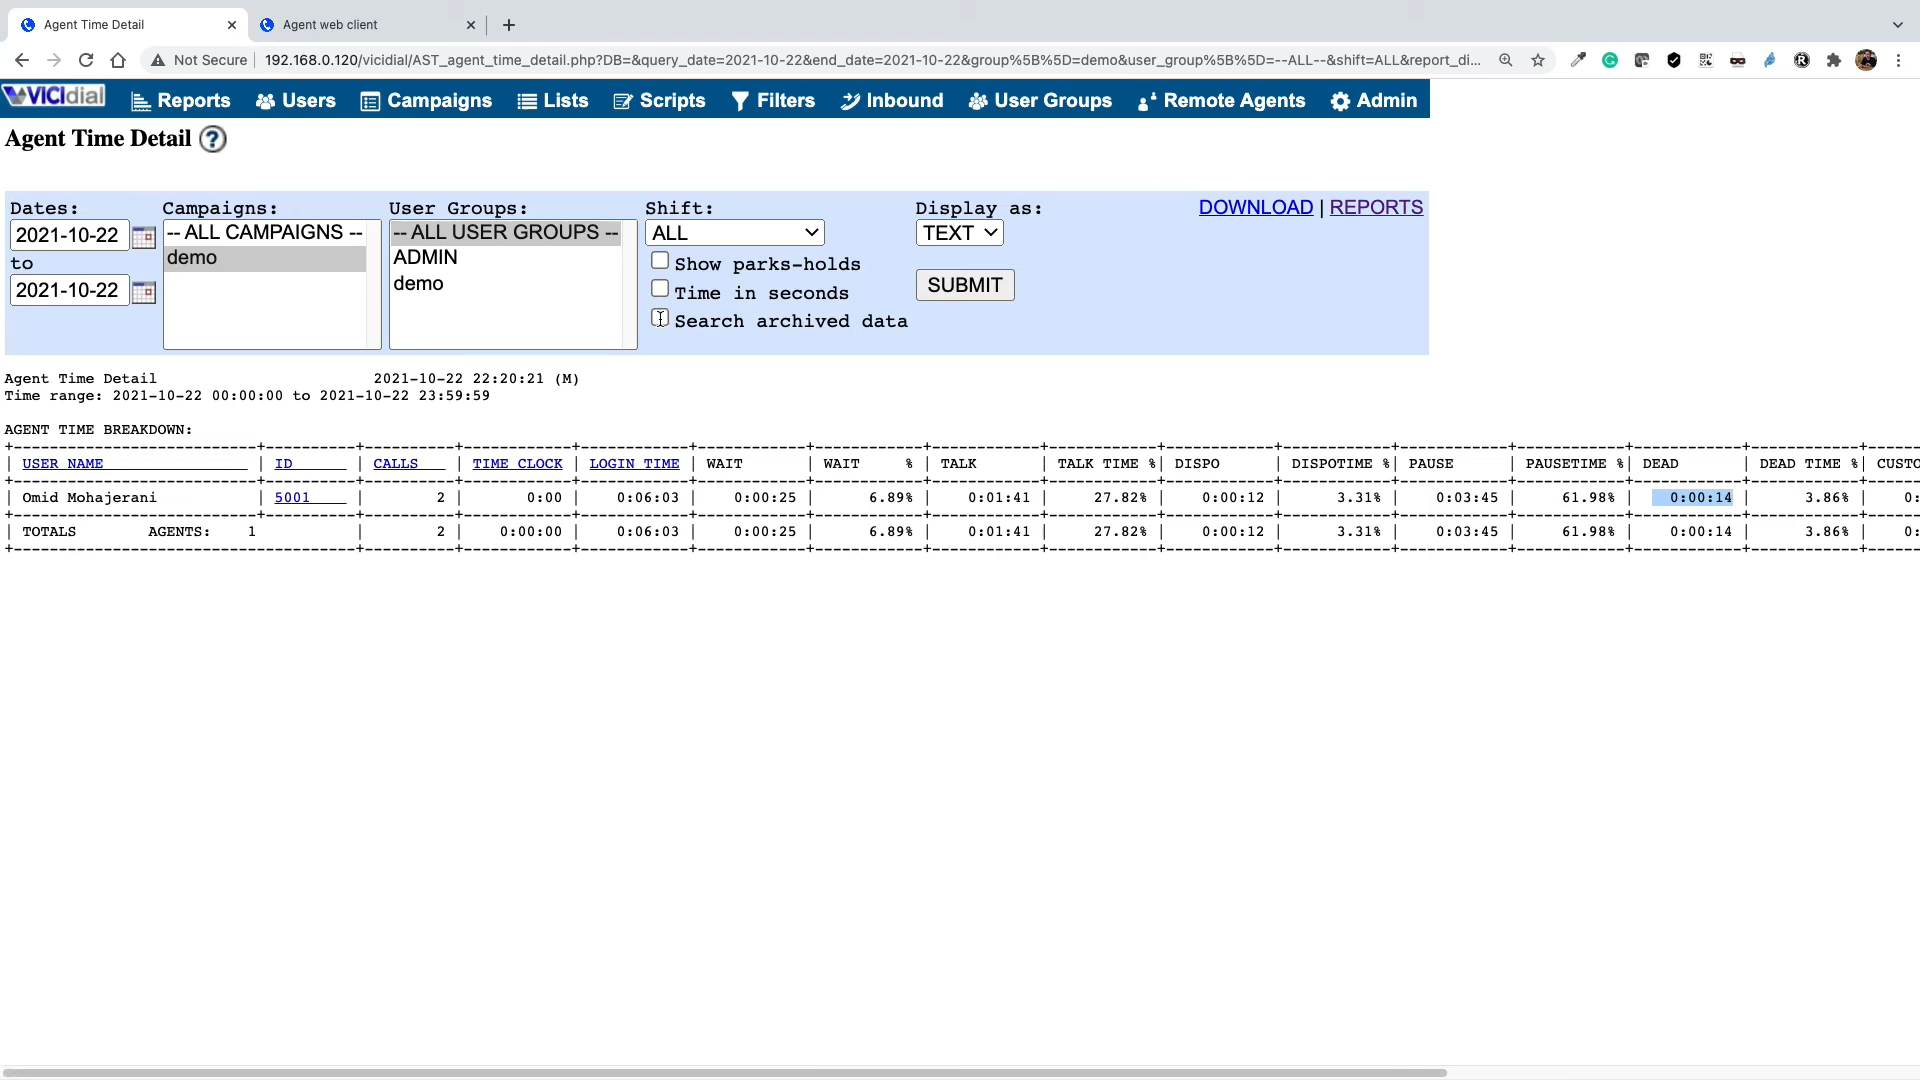 Agent Time Detail
Agent web client
Not Secure
192.168.0.120/vicidial/AST_agent_time_detail.php?DB=&query_date=2021-10-22&end_date=2021-10-22&group%5B%5D=demo&user_group%5B%5D=--ALL--&shift=ALL&report_di...
VICIdial Reports Users Campaigns Lists Scripts Filters Inbound User Groups Remote Agents Admin
Agent Time Detail ?
Dates: Campaigns: User Groups: Shift: Display as: DOWNLOAD | REPORTS
2021-10-22 -- ALL CAMPAIGNS -- -- ALL USER GROUPS -- ALL TEXT
to demo ADMIN Show parks-holds
2021-10-22 demo Time in seconds SUBMIT
Search archived data
Agent Time Detail 2021-10-22 22:20:21 (M)
Time range: 2021-10-22 00:00:00 to 2021-10-22 23:59:59
AGENT TIME BREAKDOWN:
| USER NAME | ID | CALLS | TIME CLOCK | LOGIN TIME | WAIT | WAIT % | TALK | TALK TIME % | DISPO | DISPOTIME % | PAUSE | PAUSETIME % | DEAD | DEAD TIME % | CUSTO
| Omid Mohajerani | 5001 | 2 | 0:00 | 0:06:03 | 0:00:25 | 6.89% | 0:01:41 | 27.82% | 0:00:12 | 3.31% | 0:03:45 | 61.98% | 0:00:14 | 3.86% | 0:
| TOTALS AGENTS: 1 | 2 | 0:00:00 | 0:06:03 | 0:00:25 | 6.89% | 0:01:41 | 27.82% | 0:00:12 | 3.31% | 0:03:45 | 61.98% | 0:00:14 | 3.86% | 0: